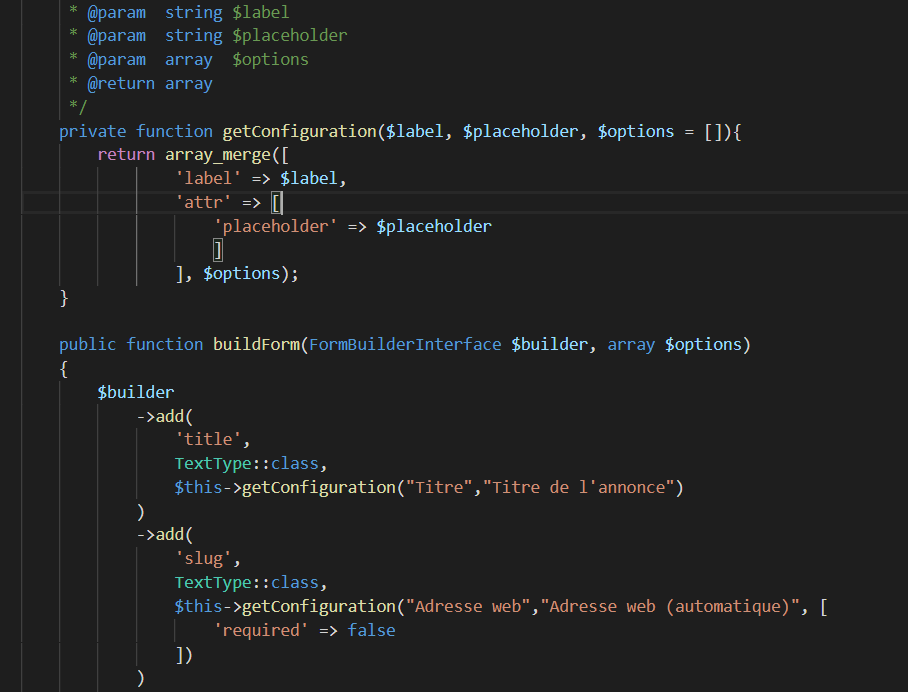 * @param  string $label
* @param  string $placeholder
* @param  array  $options
* @return array
*/
private function getConfiguration($label, $placeholder, $options = []){
return array_merge([
'label' => $label,
'attr' => [
'placeholder' => $placeholder
]
], $options);
}
public function buildForm(FormBuilderInterface $builder, array $options)
{
$builder
->add(
'title',
TextType::class,
$this->getConfiguration("Titre","Titre de l'annonce")
)
->add(
'slug',
TextType::class,
$this->getConfiguration("Adresse web","Adresse web (automatique)", [
'required' => false
])
)